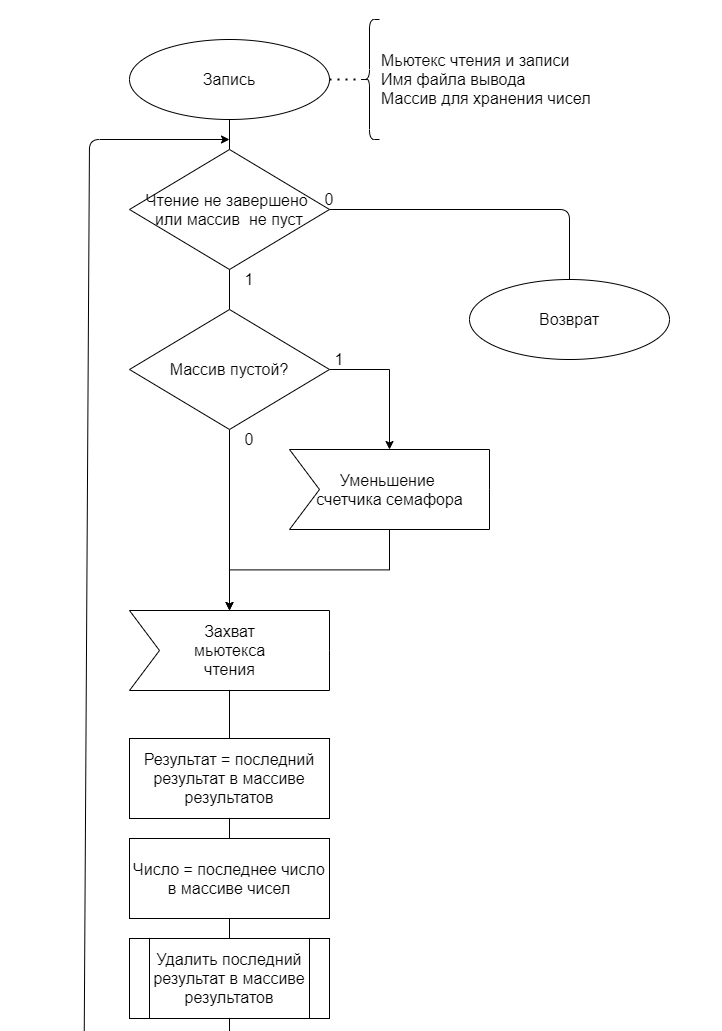 Запись
Мьютекс чтения и записи
Имя файла вывода
Массив для хранения чисел
Чтение не завершено
или массив не пуст
0
1
Возврат
Массив пустой?
1
0
Уменьшение
счетчика семафора
Захват
мьютекса
чтения
Результат = последний
результат в массиве
результатов
Число = последнее число
в массиве чисел
Удалить последний
результат в массиве
результатов